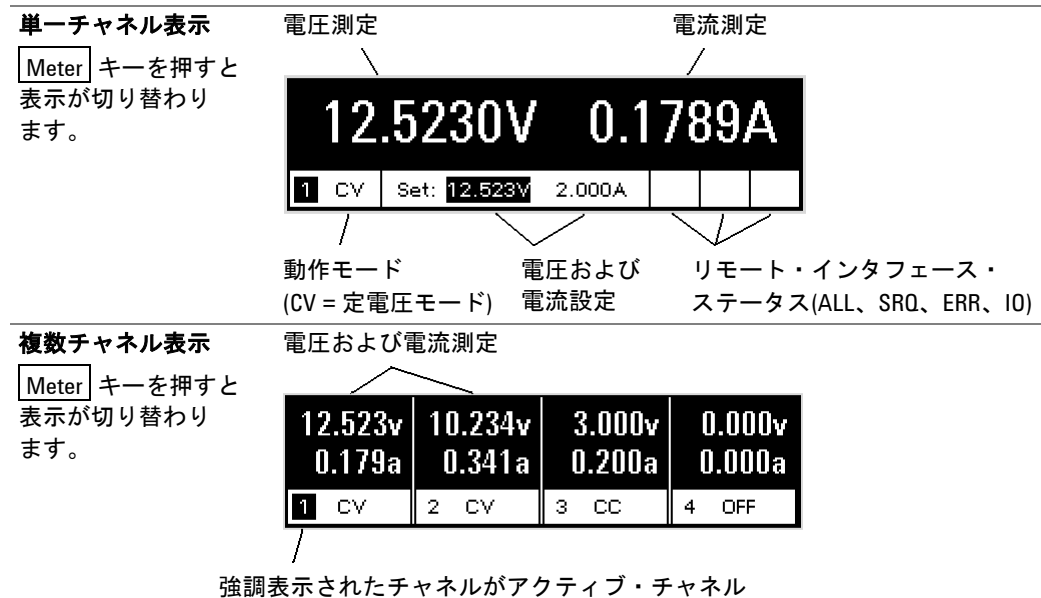 単一チャネル表示
Meter キーを押すと
表示が切り替わり
ます。
電圧測定
電流測定
12.5230V 0.1789A
1 CV Set: 12.523V 2.000A
動作モード
(CV = 定電圧モード)
電圧および
電流設定
リモート・インタフェース・
ステータス(ALL、SRQ、ERR、IO)
複数チャネル表示
Meter キーを押すと
表示が切り替わり
ます。
電圧および電流測定
12.523v 10.234v 3.000v 0.000v
0.179a 0.341a 0.200a 0.000a
1 CV 2 CV 3 CC 4 OFF
強調表示されたチャネルがアクティブ・チャネル